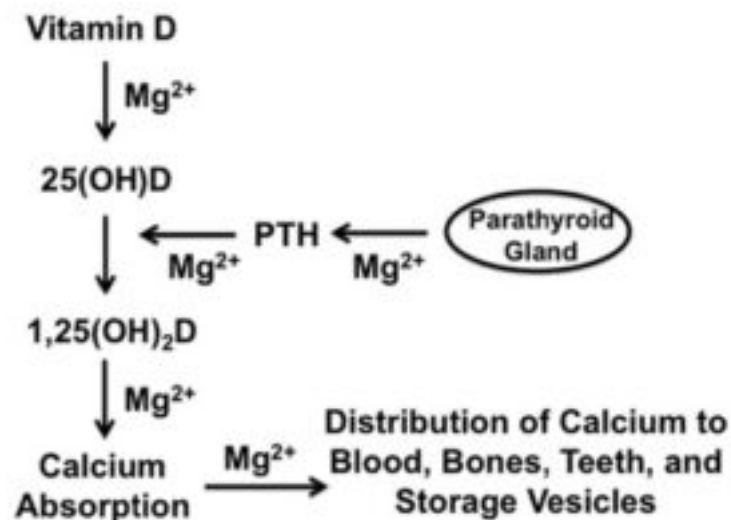 Vitamin D
Mg²⁺
25(OH)D
PTH
Parathyroid
Gland
Mg²⁺
Mg²⁺
1,25(OH)₂D
Mg²⁺
Calcium
Absorption
Mg²⁺
Distribution of Calcium to
Blood, Bones, Teeth, and
Storage Vesicles